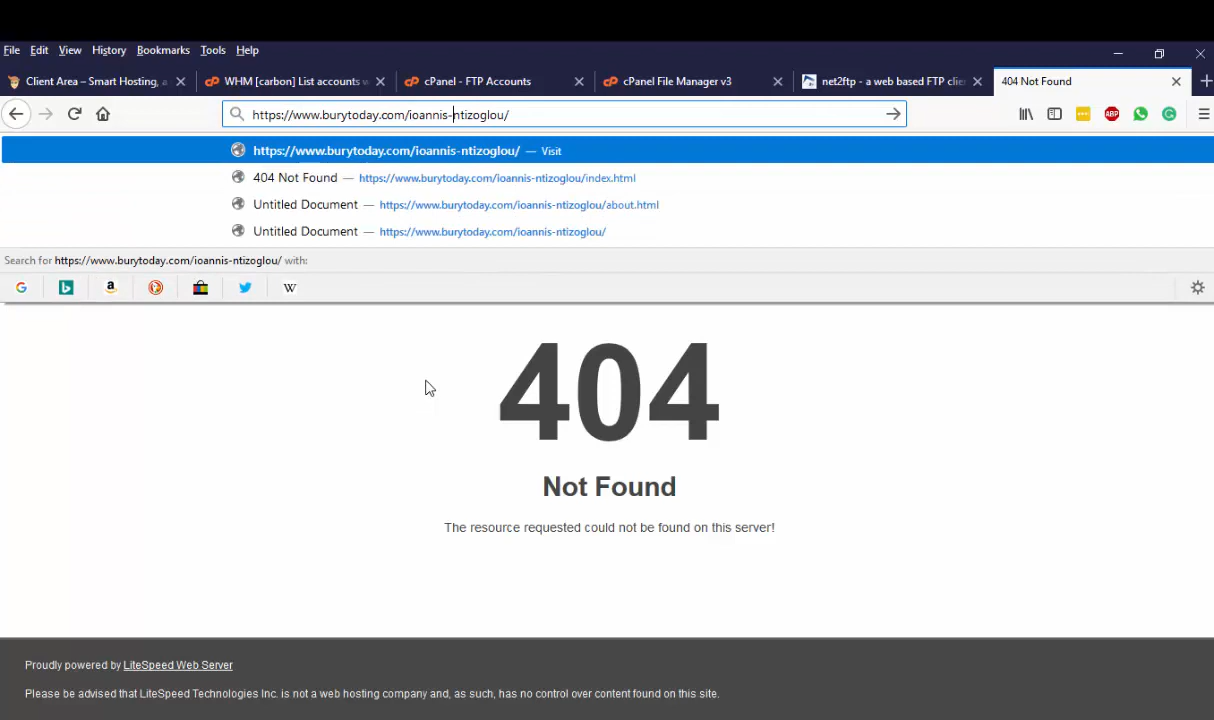 File Edit View History Bookmarks Tools Help
Client Area – Smart Hosting, a
WHM [carbon] List accounts
cPanel - FTP Accounts
cPanel File Manager v3
net2ftp - a web based FTP clie
404 Not Found
https://www.burytoday.com/ioannis-ntizoglou/
ABP
https://www.burytoday.com/ioannis-ntizoglou/ — Visit
404 Not Found — https://www.burytoday.com/ioannis-ntizoglou/index.html
Untitled Document — https://www.burytoday.com/ioannis-ntizoglou/about.html
Untitled Document — https://www.burytoday.com/ioannis-ntizoglou/
Search for https://www.burytoday.com/ioannis-ntizoglou/ with:
404
Not Found
The resource requested could not be found on this server!
Proudly powered by LiteSpeed Web Server
Please be advised that LiteSpeed Technologies Inc. is not a web hosting company and, as such, has no control over content found on this site.